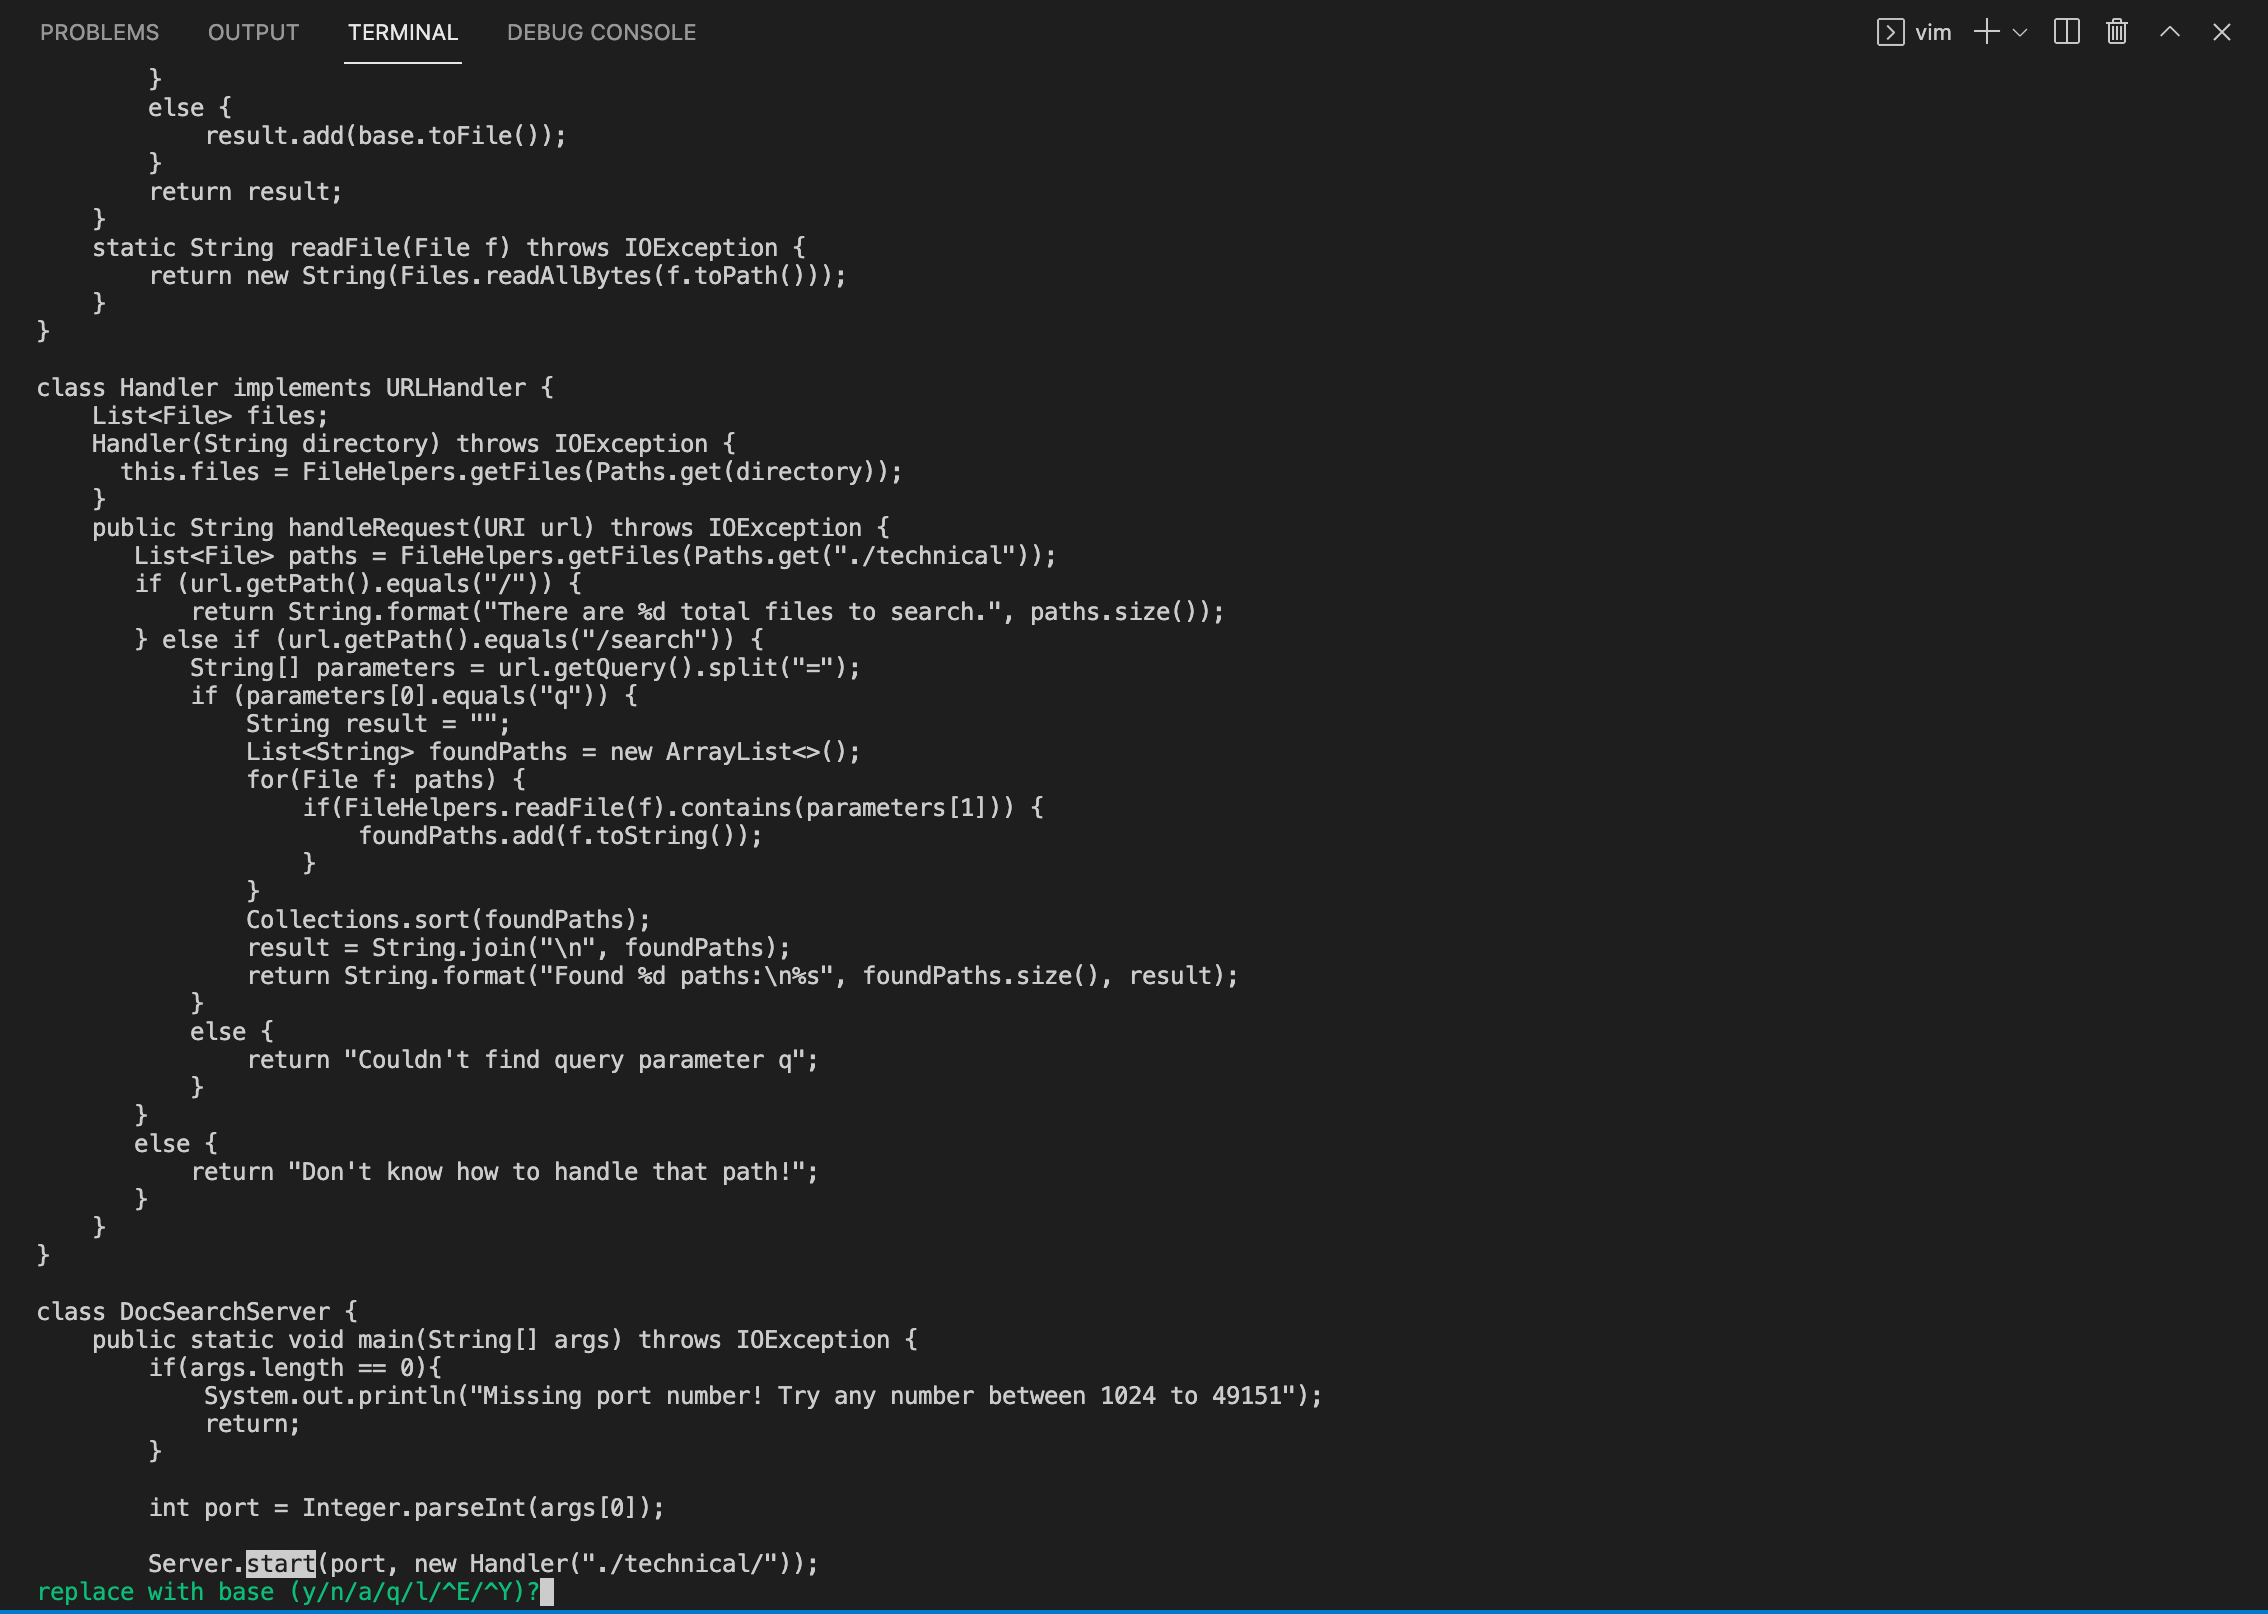 PROBLEMS OUTPUT TERMINAL DEBUG CONSOLE vim
        }
        else {
            result.add(base.toFile());
        }
        return result;
    }
    static String readFile(File f) throws IOException {
        return new String(Files.readAllBytes(f.toPath()));
    }
}

class Handler implements URLHandler {
    List<File> files;
    Handler(String directory) throws IOException {
      this.files = FileHelpers.getFiles(Paths.get(directory));
    }
    public String handleRequest(URI url) throws IOException {
       List<File> paths = FileHelpers.getFiles(Paths.get("./technical"));
       if (url.getPath().equals("/")) {
           return String.format("There are %d total files to search.", paths.size());
       } else if (url.getPath().equals("/search")) {
           String[] parameters = url.getQuery().split("=");
           if (parameters[0].equals("q")) {
               String result = "";
               List<String> foundPaths = new ArrayList<>();
               for(File f: paths) {
                   if(FileHelpers.readFile(f).contains(parameters[1])) {
                       foundPaths.add(f.toString());
                   }
               }
               Collections.sort(foundPaths);
               result = String.join("\n", foundPaths);
               return String.format("Found %d paths:\n%s", foundPaths.size(), result);
           }
           else {
               return "Couldn't find query parameter q";
           }
       }
       else {
           return "Don't know how to handle that path!";
       }
    }
}

class DocSearchServer {
    public static void main(String[] args) throws IOException {
        if(args.length == 0){
            System.out.println("Missing port number! Try any number between 1024 to 49151");
            return;
        }

        int port = Integer.parseInt(args[0]);

        Server.start(port, new Handler("./technical/"));
replace with base (y/n/a/q/l/^E/^Y)?